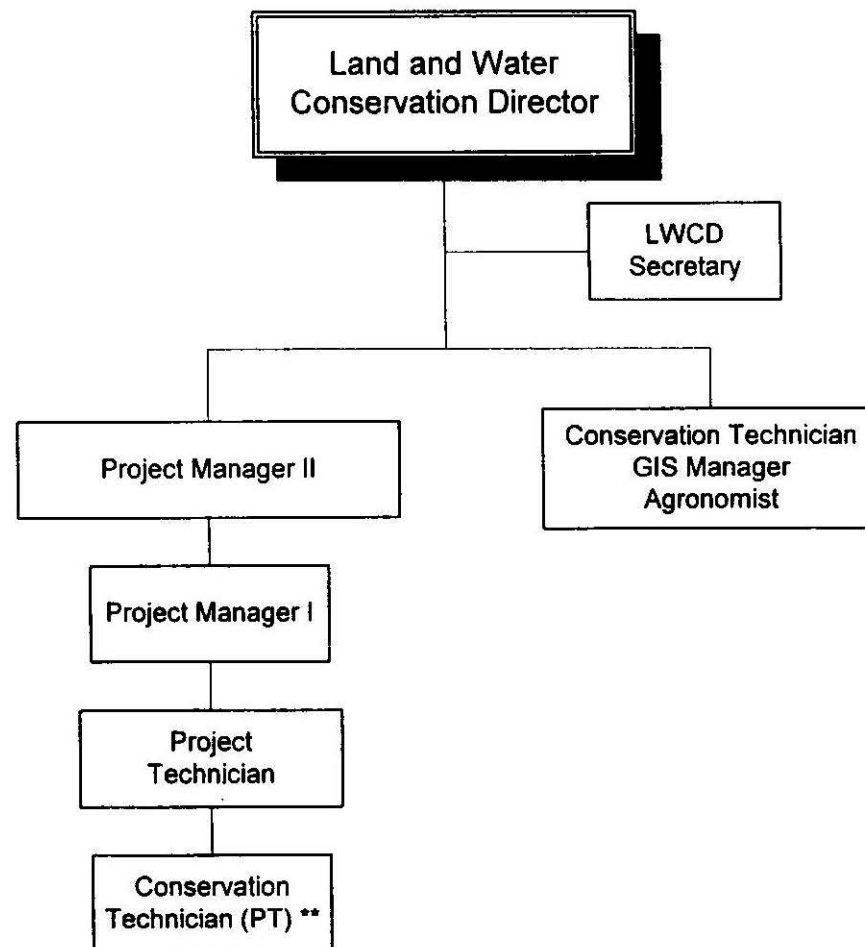 Land and Water
Conservation Director
LWCD
Secretary
Project Manager II
Conservation Technician
GIS Manager
Agronomist
Project Manager I
Project
Technician
Conservation
Technician (PT) **